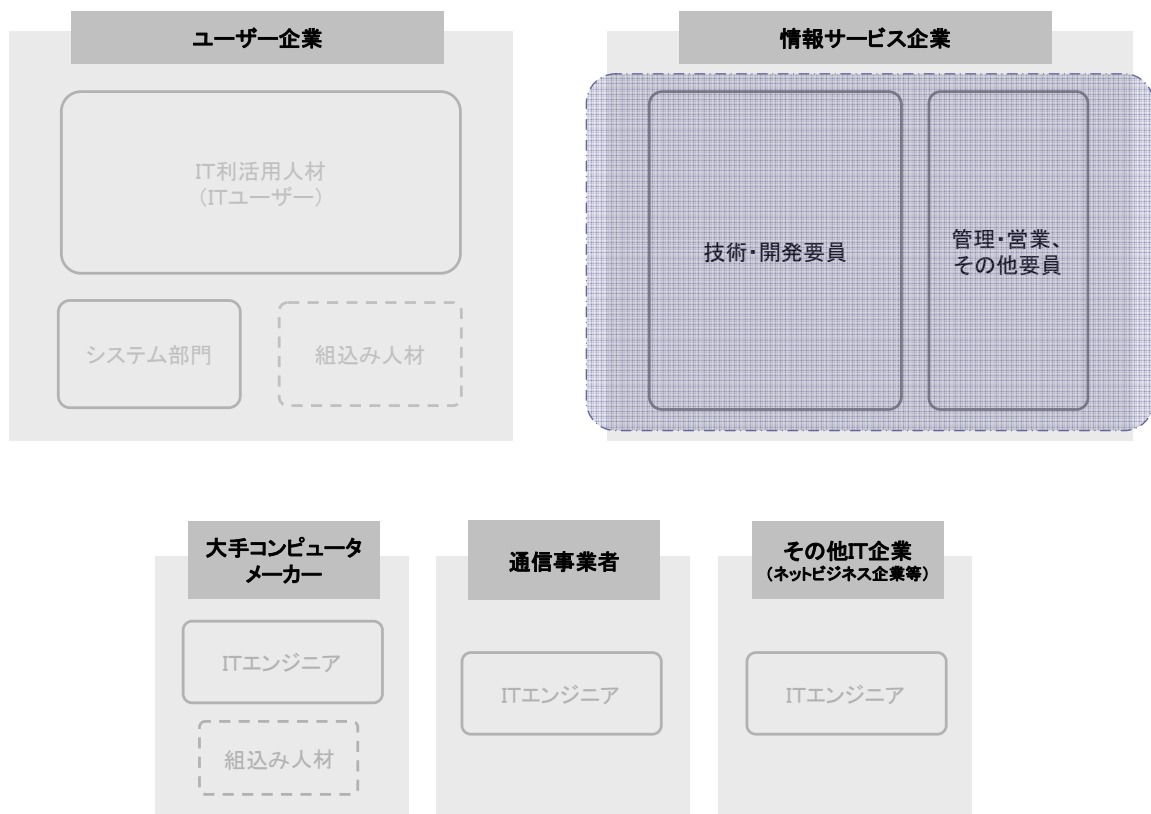 ユーザー企業
IT利活用人材
(ITユーザー)
システム部門
組込み人材
情報サービス企業
技術・開発要員
管理・営業、
その他要員
大手コンピュータ
メーカー
ITエンジニア
組込み人材
通信事業者
ITエンジニア
その他IT企業
(ネットビジネス企業等)
ITエンジニア